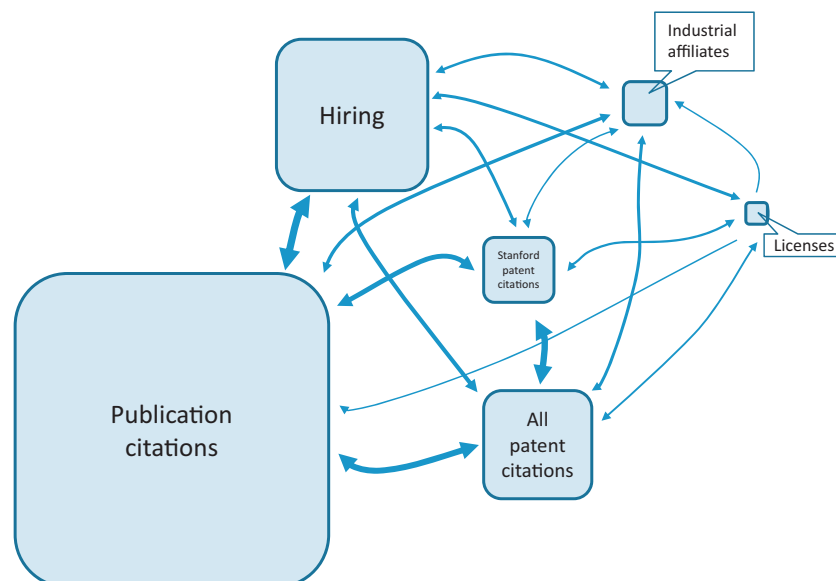 Industrial
affiliates
Hiring
Licenses
Stanford
patent
citations
Publication
citations
All
patent
citations